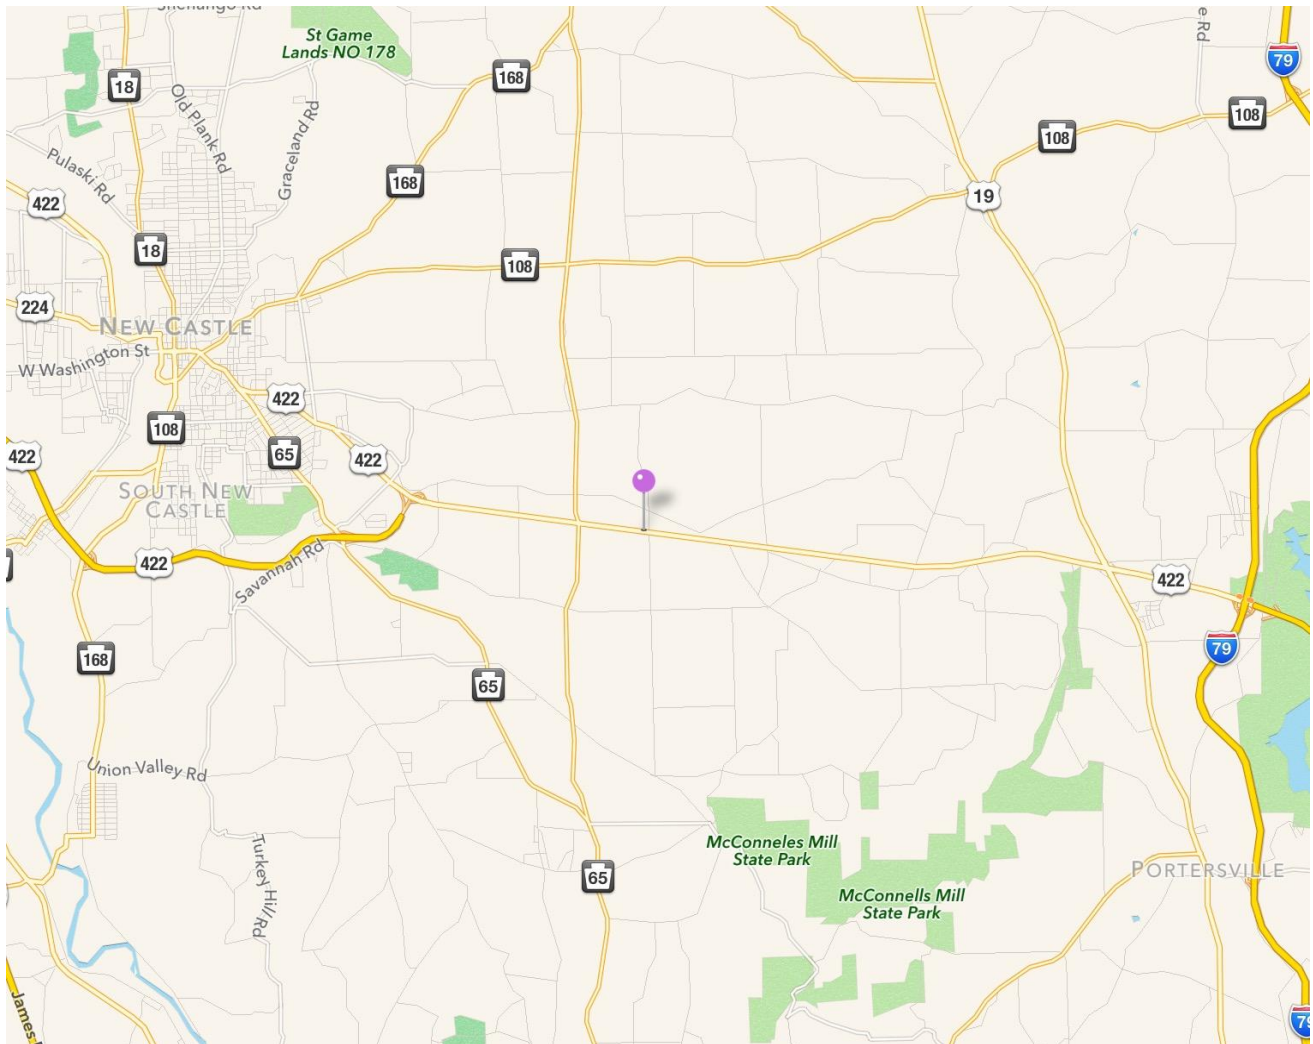 Shenango Rd
St Game
Lands NO 178
79
168
18
108
108
Old Plank Rd
Graceland Rd
Pulaski Rd
168
422
19
18
108
224
NEW CASTLE
W Washington St
422
108
65
422
422
SOUTH NEW
CASTLE
422
Savannah Rd
422
79
168
65
Union Valley Rd
Turkey Hill Rd
McConneles Mill
State Park
65
PORTERSVILLE
McConnells Mill
State Park
James